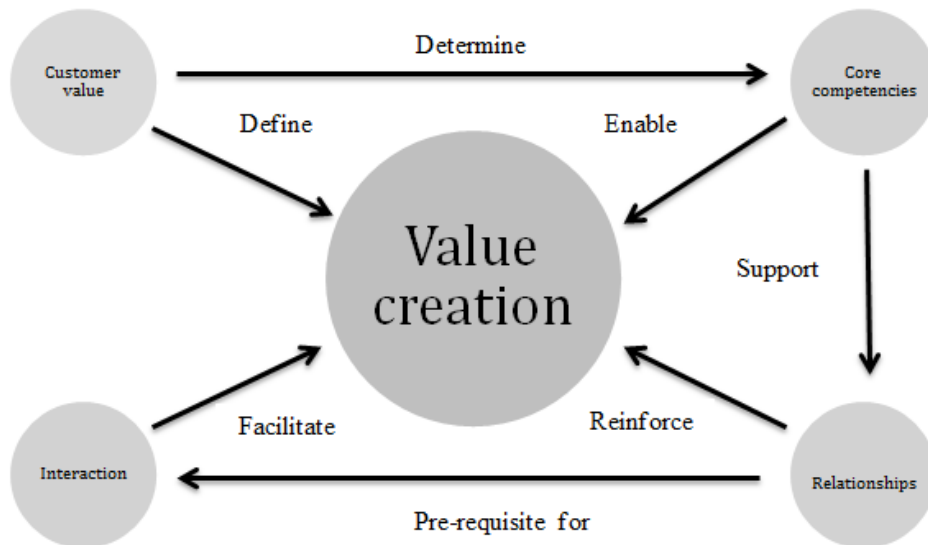 Determine
Customer
value
Core
competencies
Define
Enable
Value
creation
Support
Facilitate
Reinforce
Interaction
Relationships
Pre-requisite for